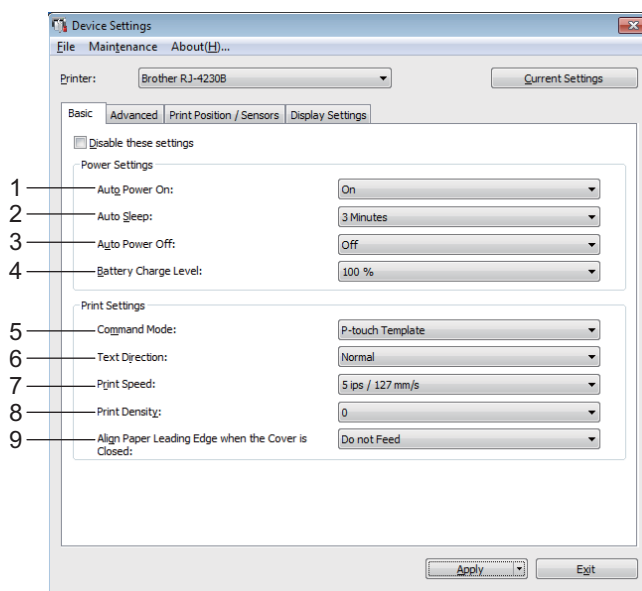 Device Settings
File Maintenance About(H)...
Printer: Brother RJ-4230B Current Settings
Basic Advanced Print Position / Sensors Display Settings
Disable these settings
Power Settings
1 Auto Power On: On
2 Auto Sleep: 3 Minutes
3 Auto Power Off: Off
4 Battery Charge Level: 100 %
Print Settings
5 Command Mode: P-touch Template
6 Text Direction: Normal
7 Print Speed: 5 ips / 127 mm/s
8 Print Density: 0
9 Align Paper Leading Edge when the Cover is Do not Feed
Closed:
Apply Exit